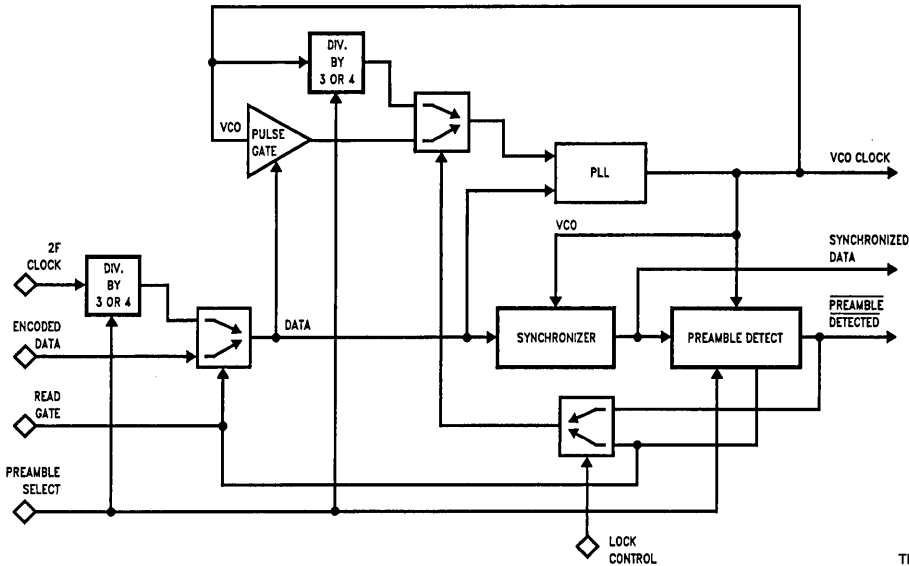 DIV.
BY
3 OR 4
VCO
PULSE
GATE
PLL
VCO CLOCK
VCO
SYNCHRONIZED
DATA
2F
CLOCK
DIV.
BY
3 OR 4
PREAMBLE
DETECTED
ENCODED
DATA
DATA
SYNCHRONIZER
PREAMBLE DETECT
READ
GATE
PREAMBLE
SELECT
LOCK
CONTROL